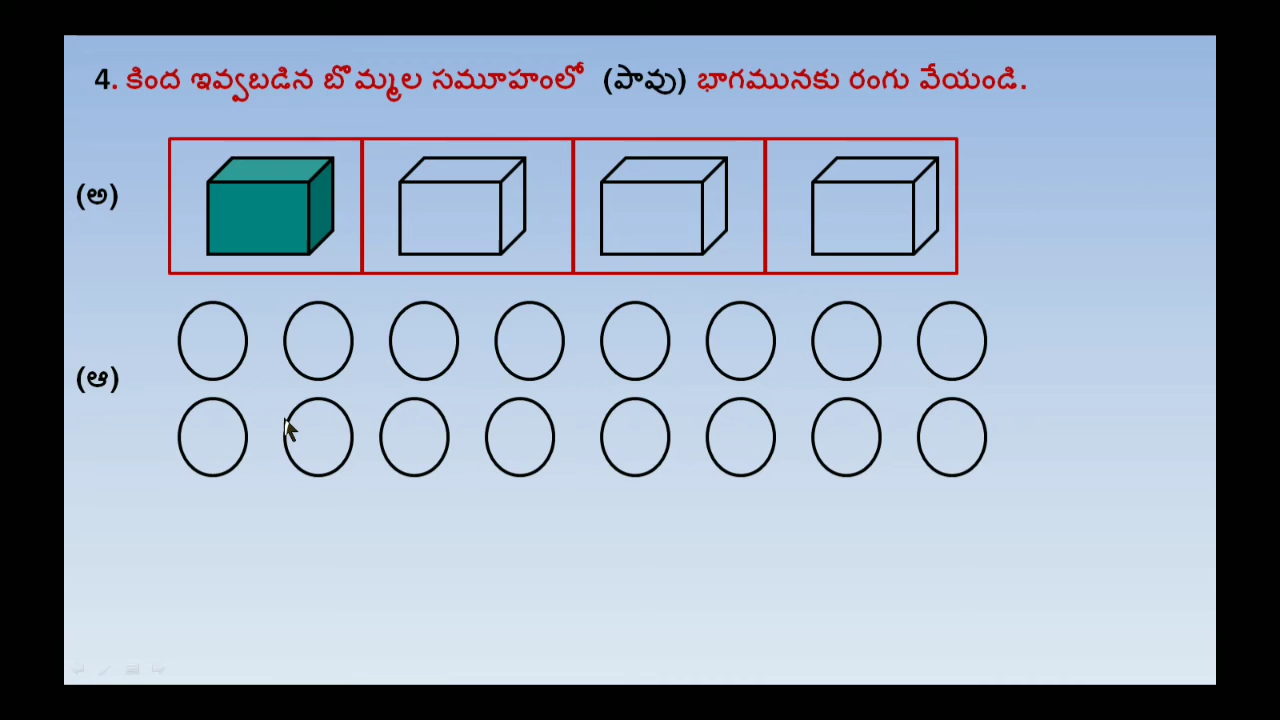 4. కింద ఇవ్వబడిన బొమ్మల సమూహంలో (పావు) భాగమునకు రంగు వేయండి.
(అ)
(ఆ)